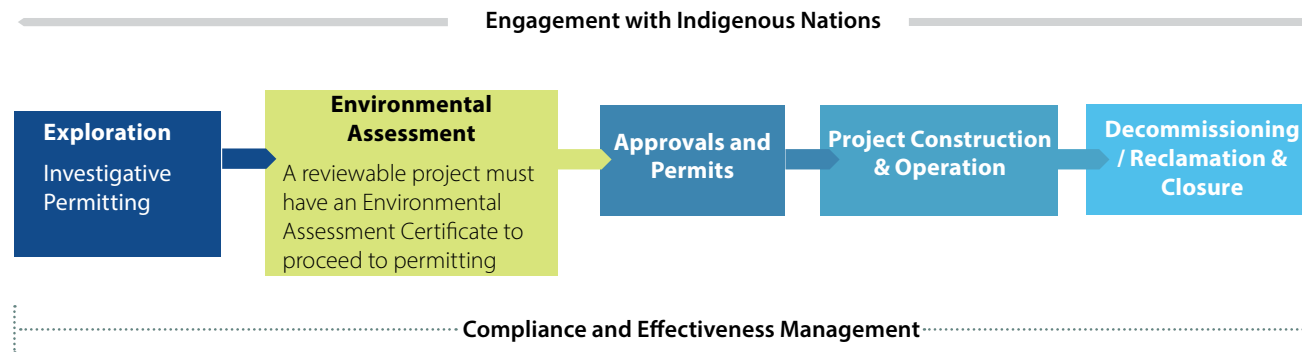 Engagement with Indigenous Nations
Exploration
Investigative
Permitting
Environmental
Assessment
A reviewable project must
have an Environmental
Assessment Certificate to
proceed to permitting
Approvals and
Permits
Project Construction
& Operation
Decommissioning
/ Reclamation &
Closure
Compliance and Effectiveness Management